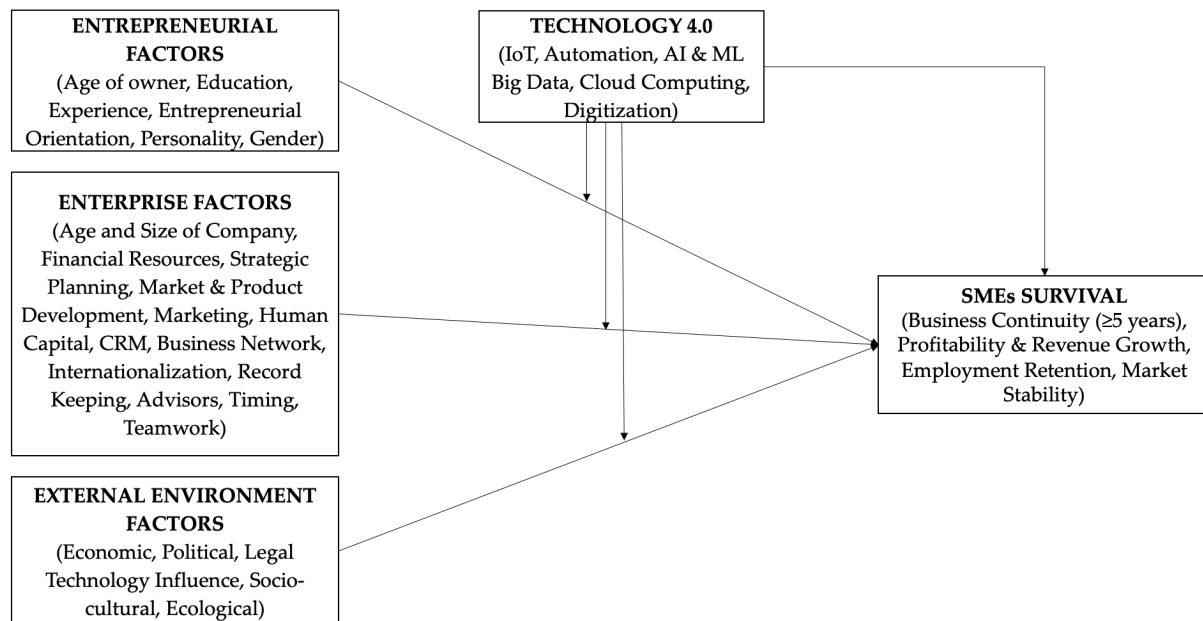 ENTREPRENEURIAL
FACTORS
(Age of owner, Education,
Experience, Entrepreneurial
Orientation, Personality, Gender)
TECHNOLOGY 4.0
(IoT, Automation, AI & ML
Big Data, Cloud Computing,
Digitization)
ENTERPRISE FACTORS
(Age and Size of Company,
Financial Resources, Strategic
Planning, Market & Product
Development, Marketing, Human
Capital, CRM, Business Network,
Internationalization, Record
Keeping, Advisors, Timing,
Teamwork)
SMEs SURVIVAL
(Business Continuity (≥5 years),
Profitability & Revenue Growth,
Employment Retention, Market
Stability)
EXTERNAL ENVIRONMENT
FACTORS
(Economic, Political, Legal
Technology Influence, Socio-
cultural, Ecological)